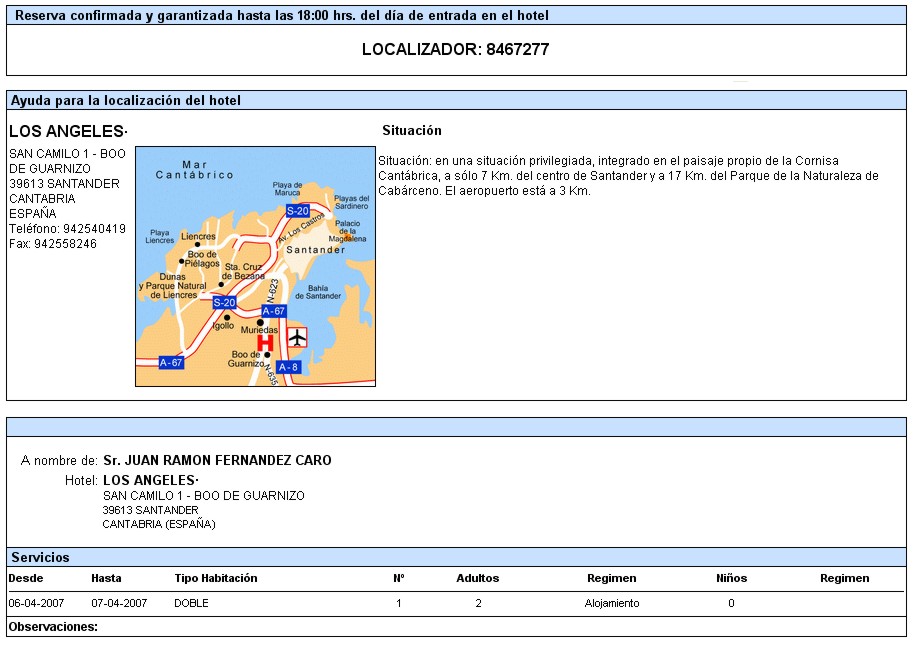 Reserva confirmada y garantizada hasta las 18:00 hrs. del día de entrada en el hotel
LOCALIZADOR: 8467277
Ayuda para la localización del hotel
LOS ANGELES·
SAN CAMILO 1 - BOO
DE GUARNIZO
39613 SANTANDER
CANTABRIA
ESPAÑA
Teléfono: 942540419
Fax: 942558246
Mar
Cantábrico
Playa de
Maruca
Playas del
Sardinero
S-20
Av. Los Castros
Palacio
de la
Magdalena
Playa
Liencres
Liencres
Santander
Boo de
Piélagos
Sta. Cruz
de Bezana
Dunas
y Parque Natural
de Liencres
N-623
Bahía
de Santander
S-20
A-67
Igollo
Muriedas
H
Boo de
Guarnizo
A-67
N-635
A-8
Situación
Situación: en una situación privilegiada, integrado en el paisaje propio de la Cornisa
Cantábrica, a sólo 7 Km. del centro de Santander y a 17 Km. del Parque de la Naturaleza de
Cabárceno. El aeropuerto está a 3 Km.
A nombre de: Sr. JUAN RAMON FERNANDEZ CARO
Hotel: LOS ANGELES·
SAN CAMILO 1 - BOO DE GUARNIZO
39613 SANTANDER
CANTABRIA (ESPAÑA)
Servicios
Desde Hasta Tipo Habitación Nº Adultos Regimen Niños Regimen
06-04-2007 07-04-2007 DOBLE 1 2 Alojamiento 0
Observaciones: